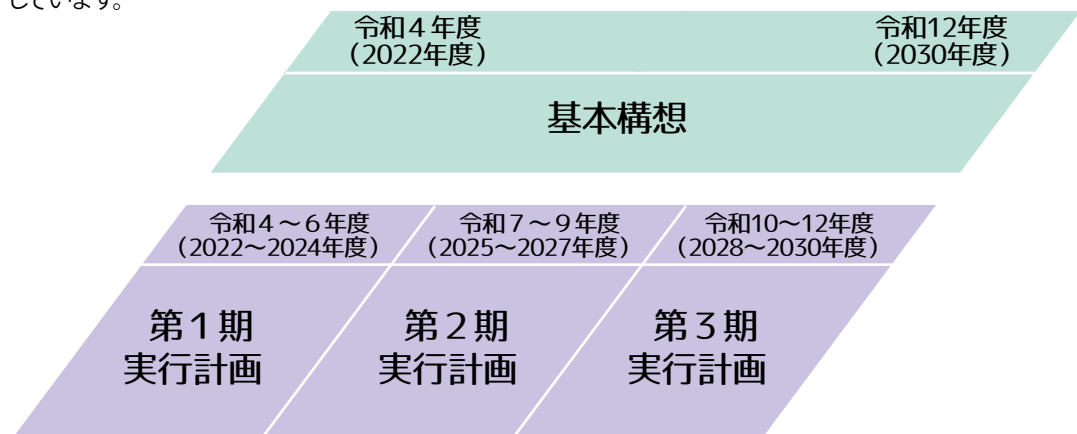 しています。
令和４年度
（2022年度）
令和12年度
（2030年度）
基本構想
令和４～６年度
（2022～2024年度）
令和７～９年度
（2025～2027年度）
令和10～12年度
（2028～2030年度）
第１期
実行計画
第２期
実行計画
第３期
実行計画